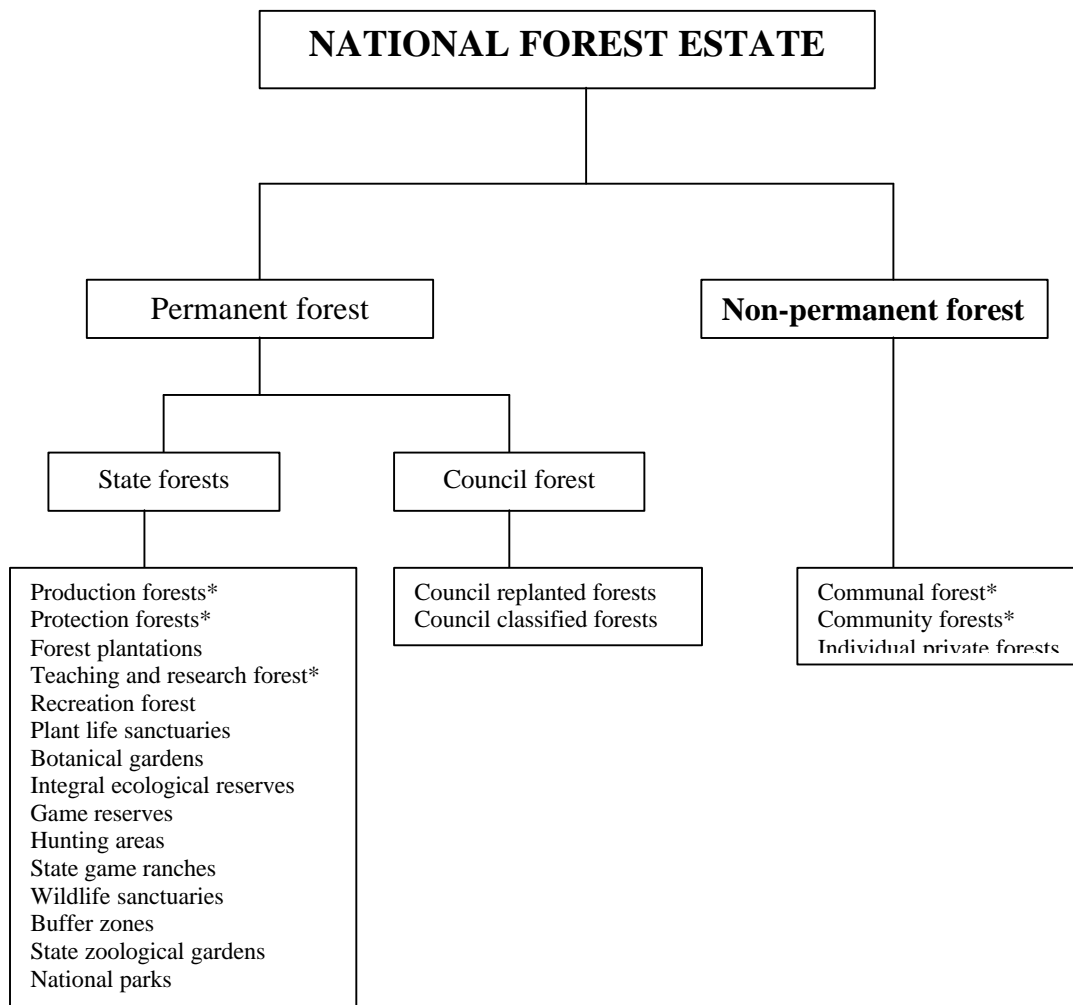 NATIONAL FOREST ESTATE
Permanent forest
Non-permanent forest
State forests
Council forest
Production forests*
Protection forests*
Forest plantations
Teaching and research forest*
Recreation forest
Plant life sanctuaries
Botanical gardens
Integral ecological reserves
Game reserves
Hunting areas
State game ranches
Wildlife sanctuaries
Buffer zones
State zoological gardens
National parks
Council replanted forests
Council classified forests
Communal forest*
Community forests*
Individual private forests